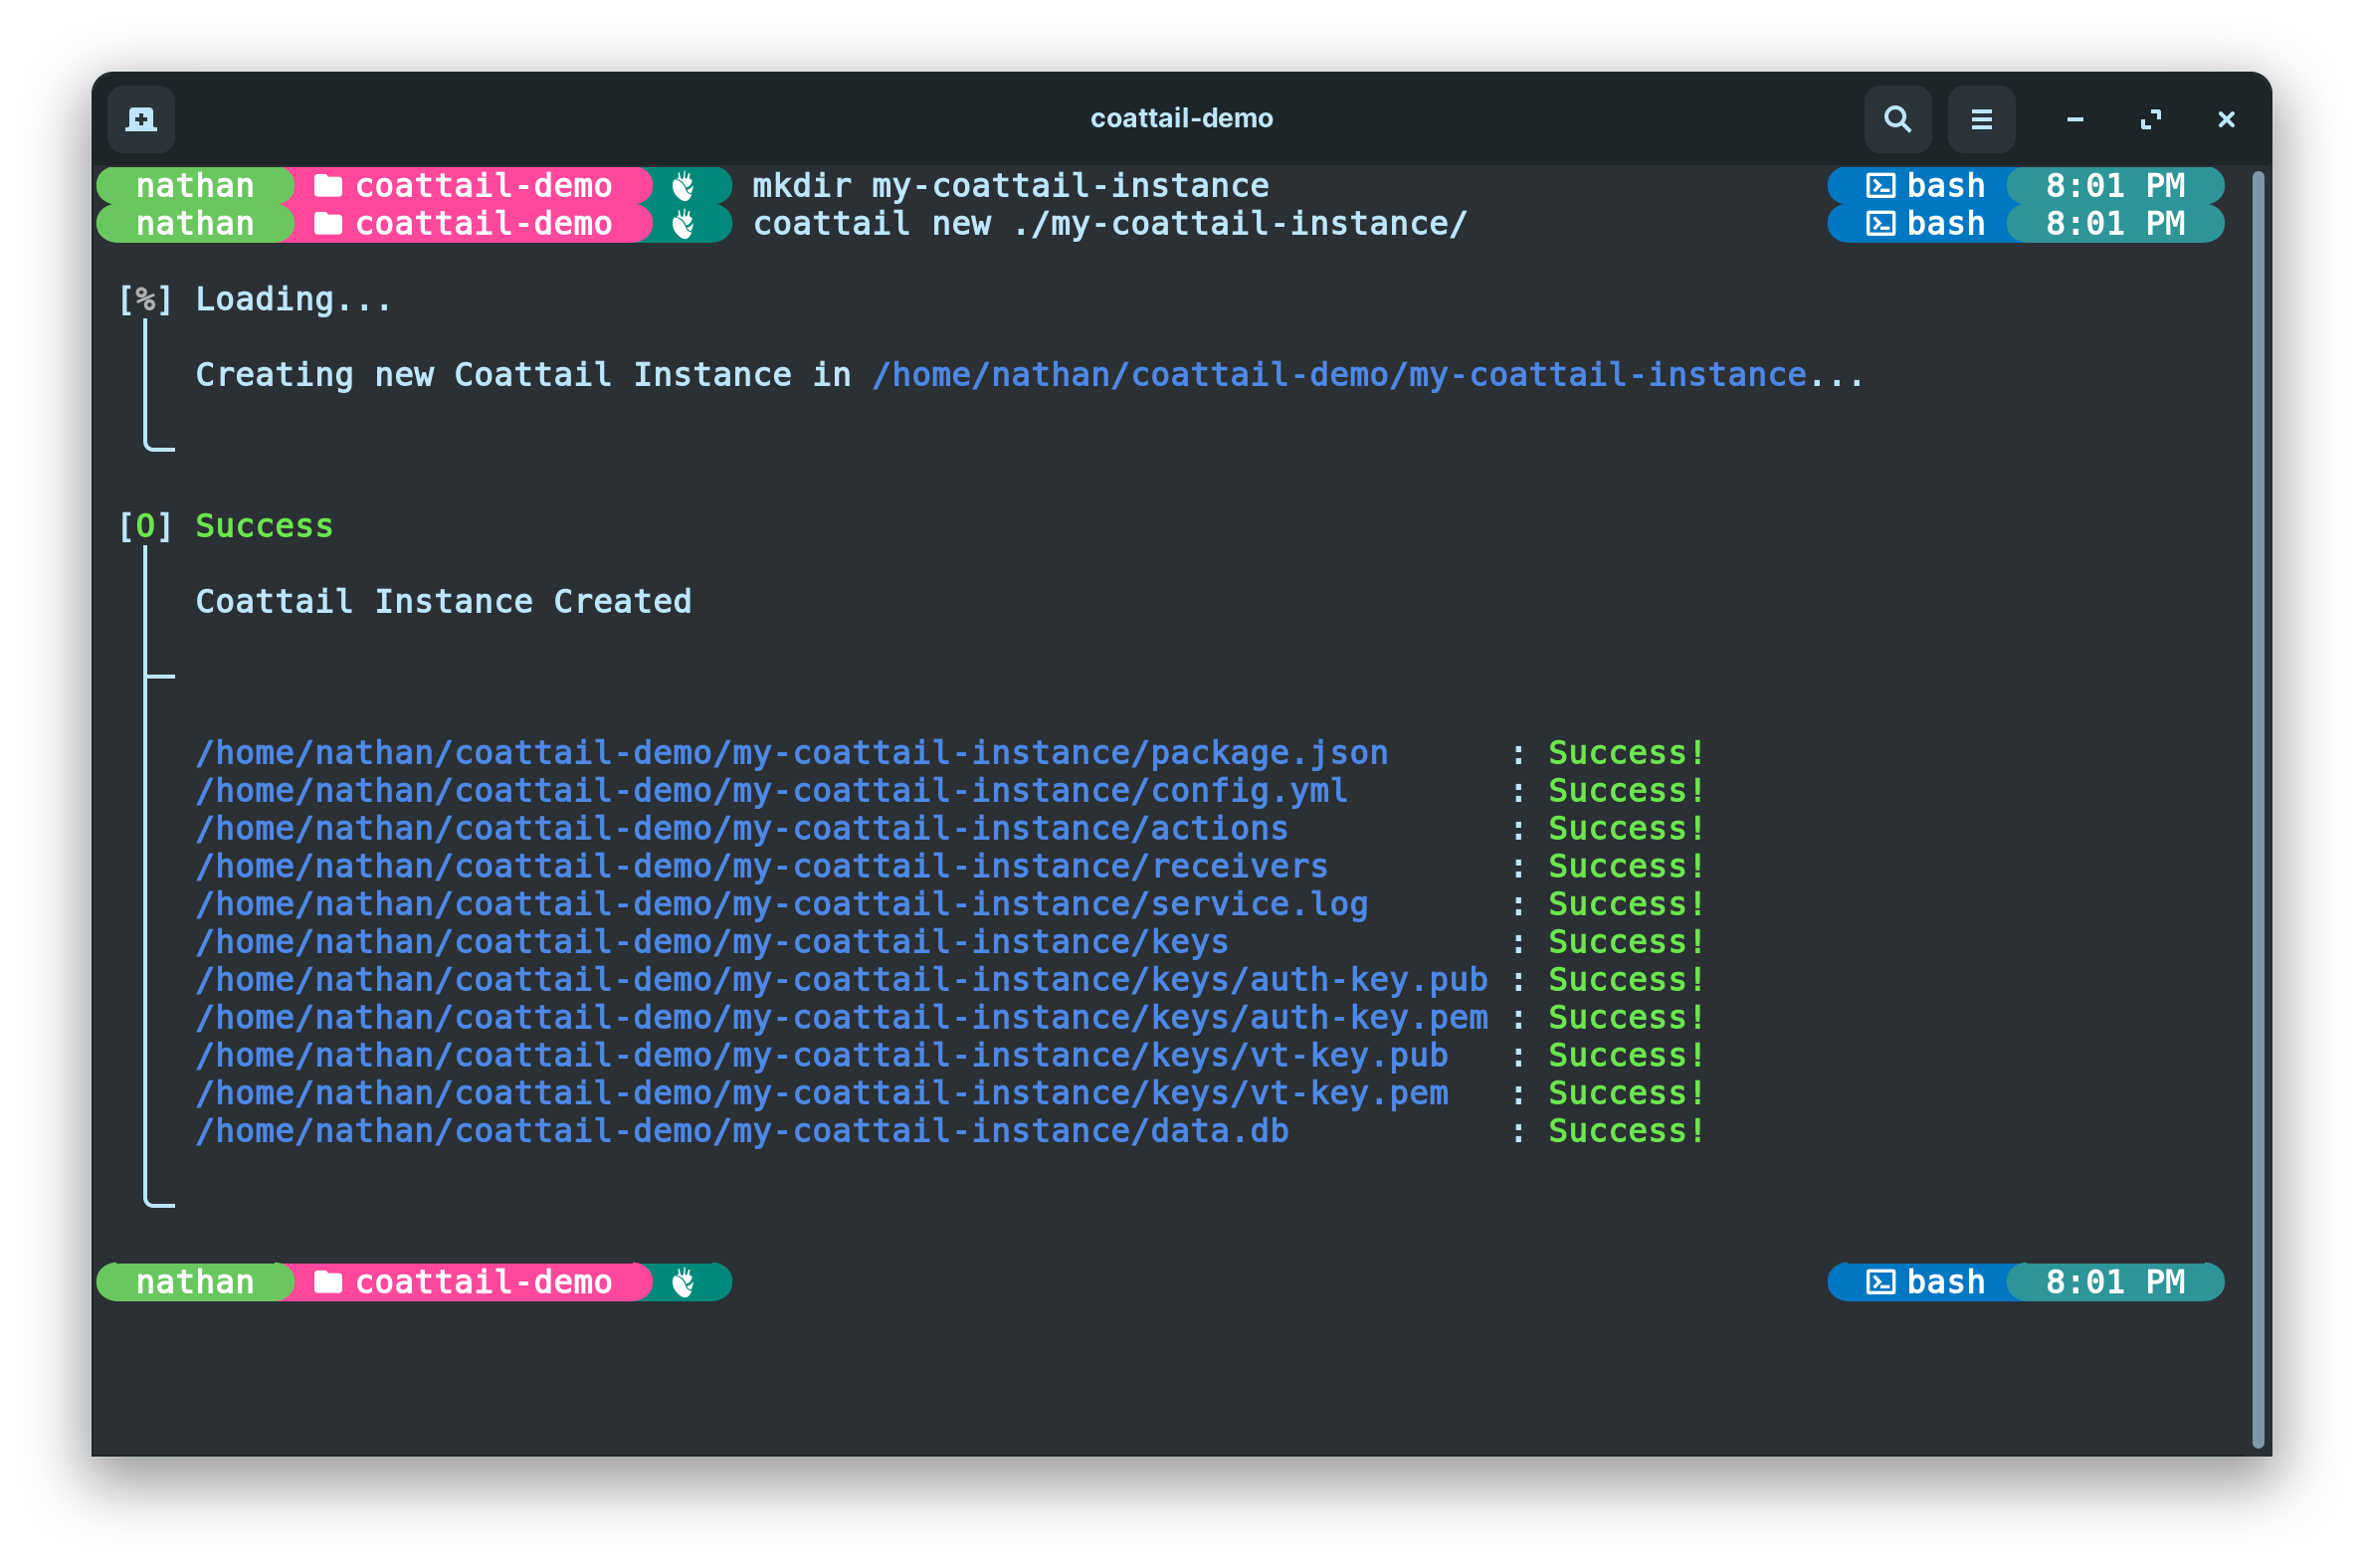 coattail-demo
nathan coattail-demo mkdir my-coattail-instance bash 8:01 PM
nathan coattail-demo coattail new ./my-coattail-instance/ bash 8:01 PM
[%] Loading...
Creating new Coattail Instance in /home/nathan/coattail-demo/my-coattail-instance...
[O] Success
Coattail Instance Created
/home/nathan/coattail-demo/my-coattail-instance/package.json : Success!
/home/nathan/coattail-demo/my-coattail-instance/config.yml : Success!
/home/nathan/coattail-demo/my-coattail-instance/actions : Success!
/home/nathan/coattail-demo/my-coattail-instance/receivers : Success!
/home/nathan/coattail-demo/my-coattail-instance/service.log : Success!
/home/nathan/coattail-demo/my-coattail-instance/keys : Success!
/home/nathan/coattail-demo/my-coattail-instance/keys/auth-key.pub : Success!
/home/nathan/coattail-demo/my-coattail-instance/keys/auth-key.pem : Success!
/home/nathan/coattail-demo/my-coattail-instance/keys/vt-key.pub : Success!
/home/nathan/coattail-demo/my-coattail-instance/keys/vt-key.pem : Success!
/home/nathan/coattail-demo/my-coattail-instance/data.db : Success!
nathan coattail-demo bash 8:01 PM